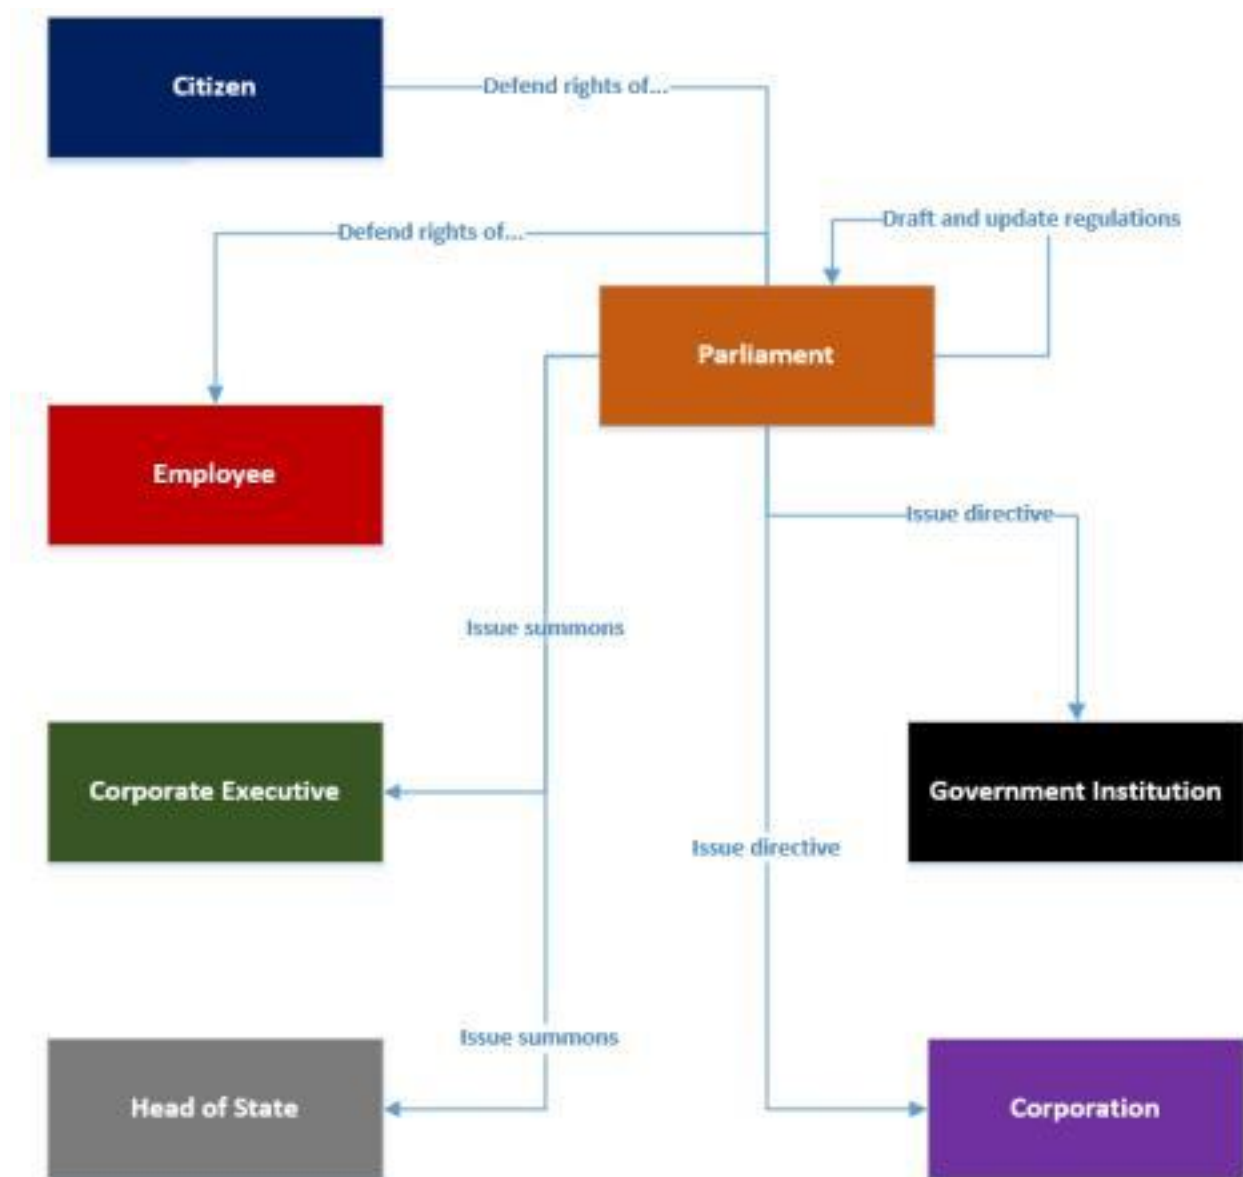 Citizen
Defend rights of...
Draft and update regulations
Defend rights of...
Parliament
Employee
Issue directive
Issue summons
Corporate Executive
Government Institution
Issue directive
Issue summons
Head of State
Corporation